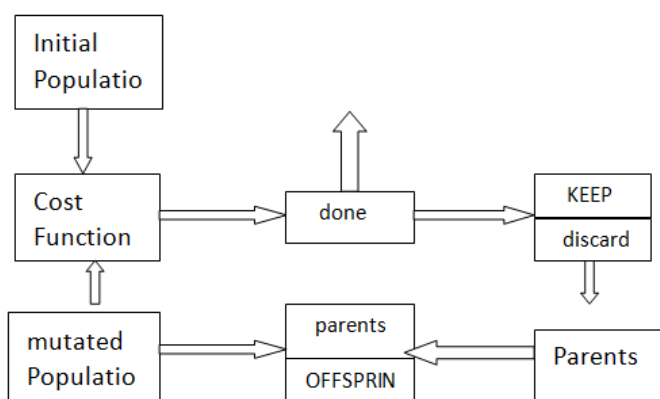 Initial
Populatio
Cost
Function
done
KEEP
discard
mutated
Populatio
parents
OFFSPRIN
Parents